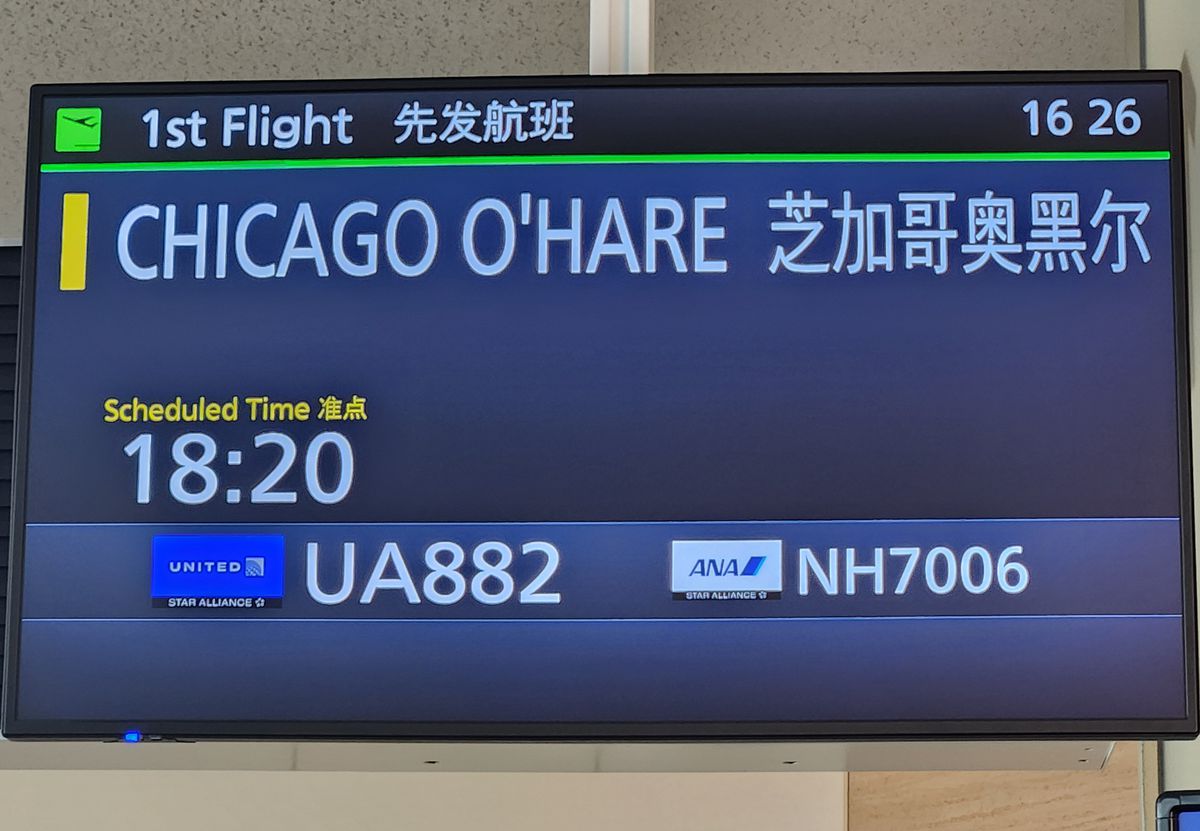 1st Flight 先发航班 16 26
CHICAGO O'HARE 芝加哥奥黑尔
Scheduled Time 准点
18:20
UNITED STAR ALLIANCE UA882 ANA STAR ALLIANCE NH7006